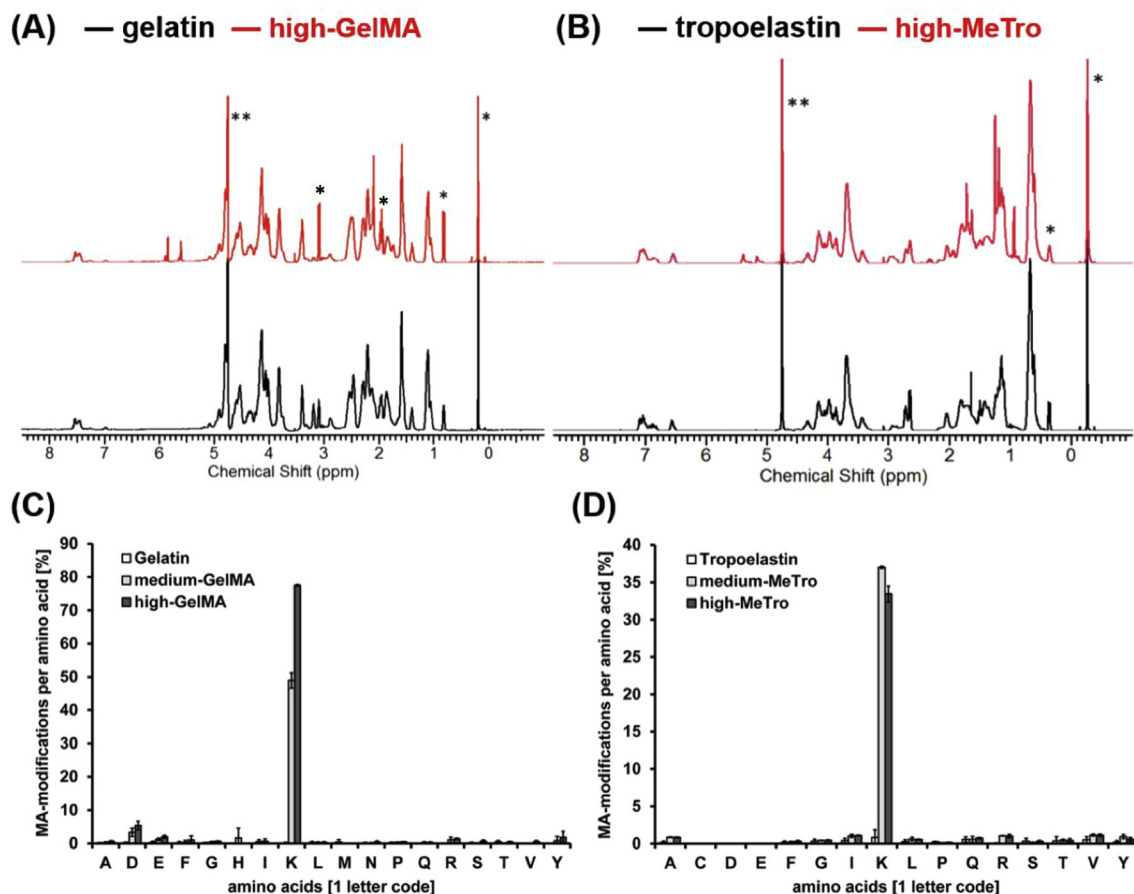 (A) — gelatin — high-GelMA
** * * * *
8 7 6 5 4 3 2 1 0
Chemical Shift (ppm)
(B) — tropoelastin — high-MeTro
** * *
8 7 6 5 4 3 2 1 0
Chemical Shift (ppm)
(C)
MA-modifications per amino acid [%]
90
80
70
60
50
40
30
20
10
0
Gelatin
medium-GelMA
high-GelMA
A D E F G H I K L M N P Q R S T V Y
amino acids [1 letter code]
(D)
MA-modifications per amino acid [%]
40
35
30
25
20
15
10
5
0
Tropoelastin
medium-MeTro
high-MeTro
A C D E F G I K L P Q R S T V Y
amino acids [1 letter code]